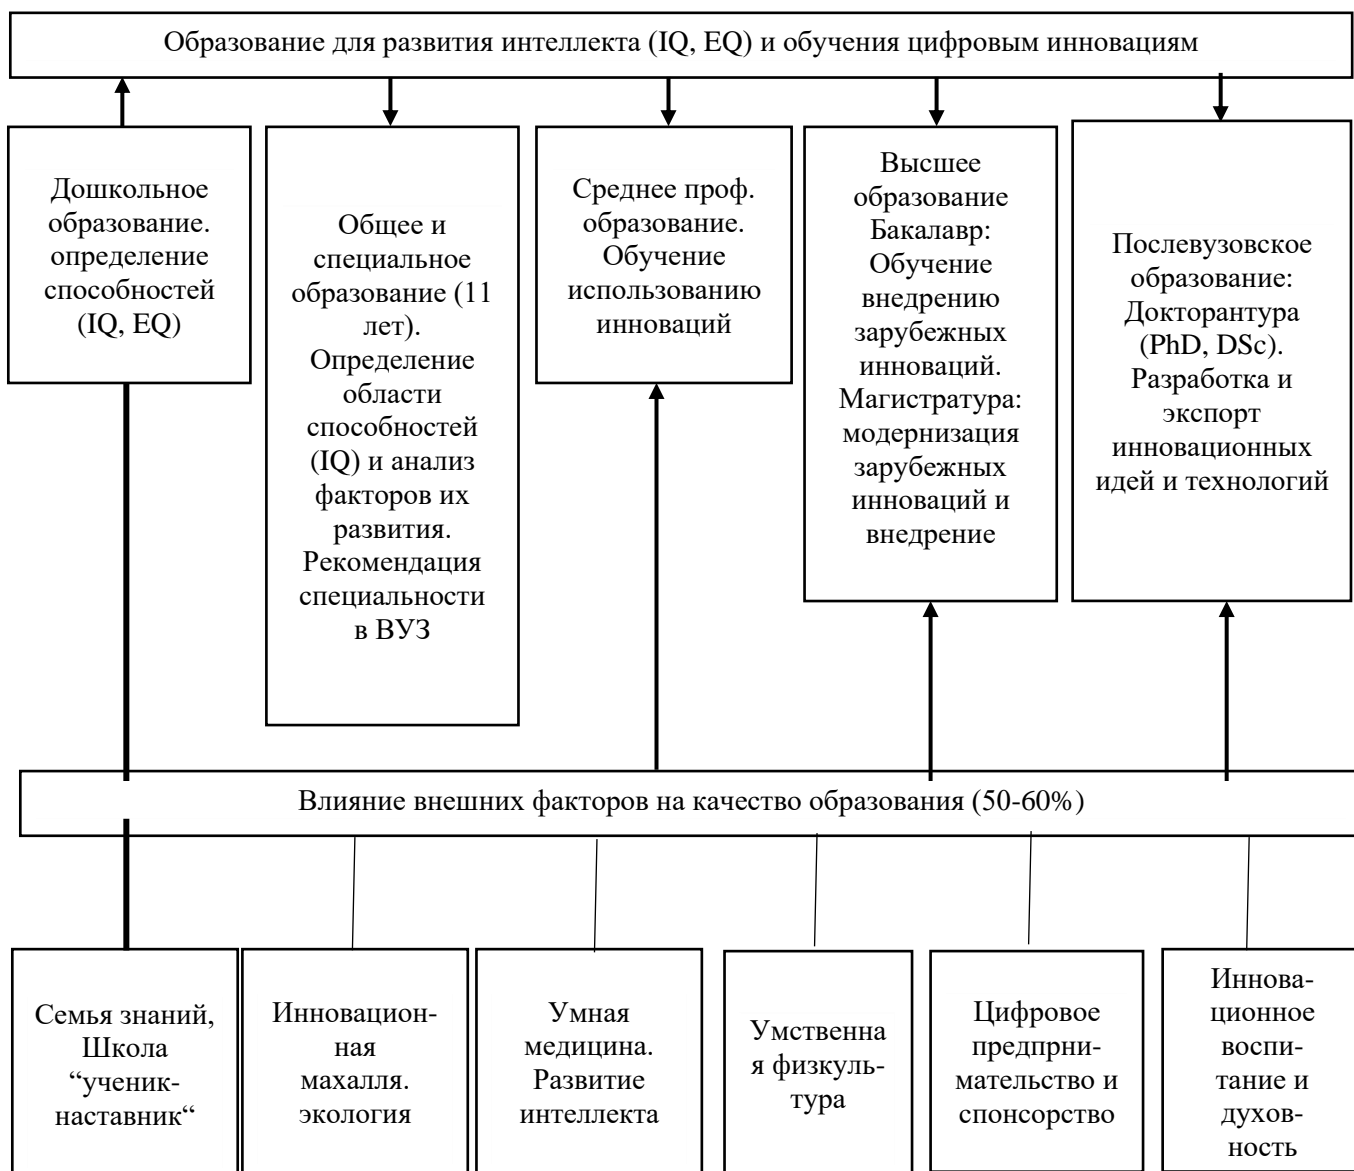 Образование для развития интеллекта (IQ, EQ) и обучения цифровым инновациям
Дошкольное
образование.
определение
способностей
(IQ, EQ)
Общее и
специальное
образование (11
лет).
Определение
области
способностей
(IQ) и анализ
факторов их
развития.
Рекомендация
специальности
в ВУЗ
Среднее проф.
образование.
Обучение
использованию
инноваций
Высшее
образование
Бакалавр:
Обучение
внедрению
зарубежных
инноваций.
Магистратура:
модернизация
зарубежных
инноваций и
внедрение
Послевузовское
образование:
Докторантура
(PhD, DSc).
Разработка и
экспорт
инновационных
идей и технологий
Влияние внешних факторов на качество образования (50-60%)
Семья знаний,
Школа
“ученик-
наставник“
Инновацион-
ная
махалля.
экология
Умная
медицина.
Развитие
интеллекта
Умственна
я физкуль-
тура
Цифровое
предпрни-
мательство и
спонсорство
Иннова-
ционное
воспи-
тание и
духов-
ность